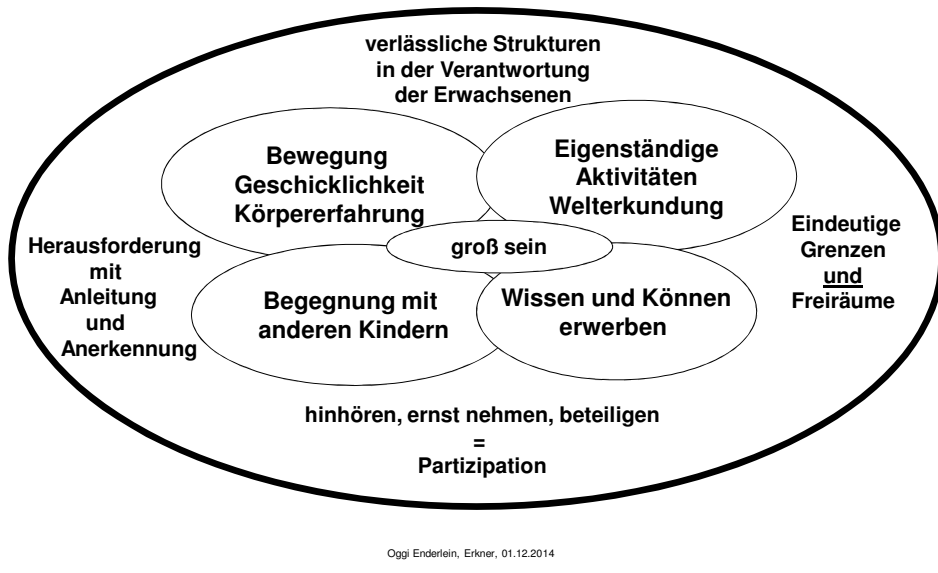 verlässliche Strukturen
in der Verantwortung
der Erwachsenen
Bewegung
Geschicklichkeit
Körpererfahrung
Eigenständige
Aktivitäten
Welterkundung
Herausforderung
mit
Anleitung
und
Anerkennung
groß sein
Eindeutige
Grenzen
und
Freiräume
Begegnung mit
anderen Kindern
Wissen und Können
erwerben
hinhören, ernst nehmen, beteiligen
=
Partizipation
Oggi Enderlein, Erkner, 01.12.2014